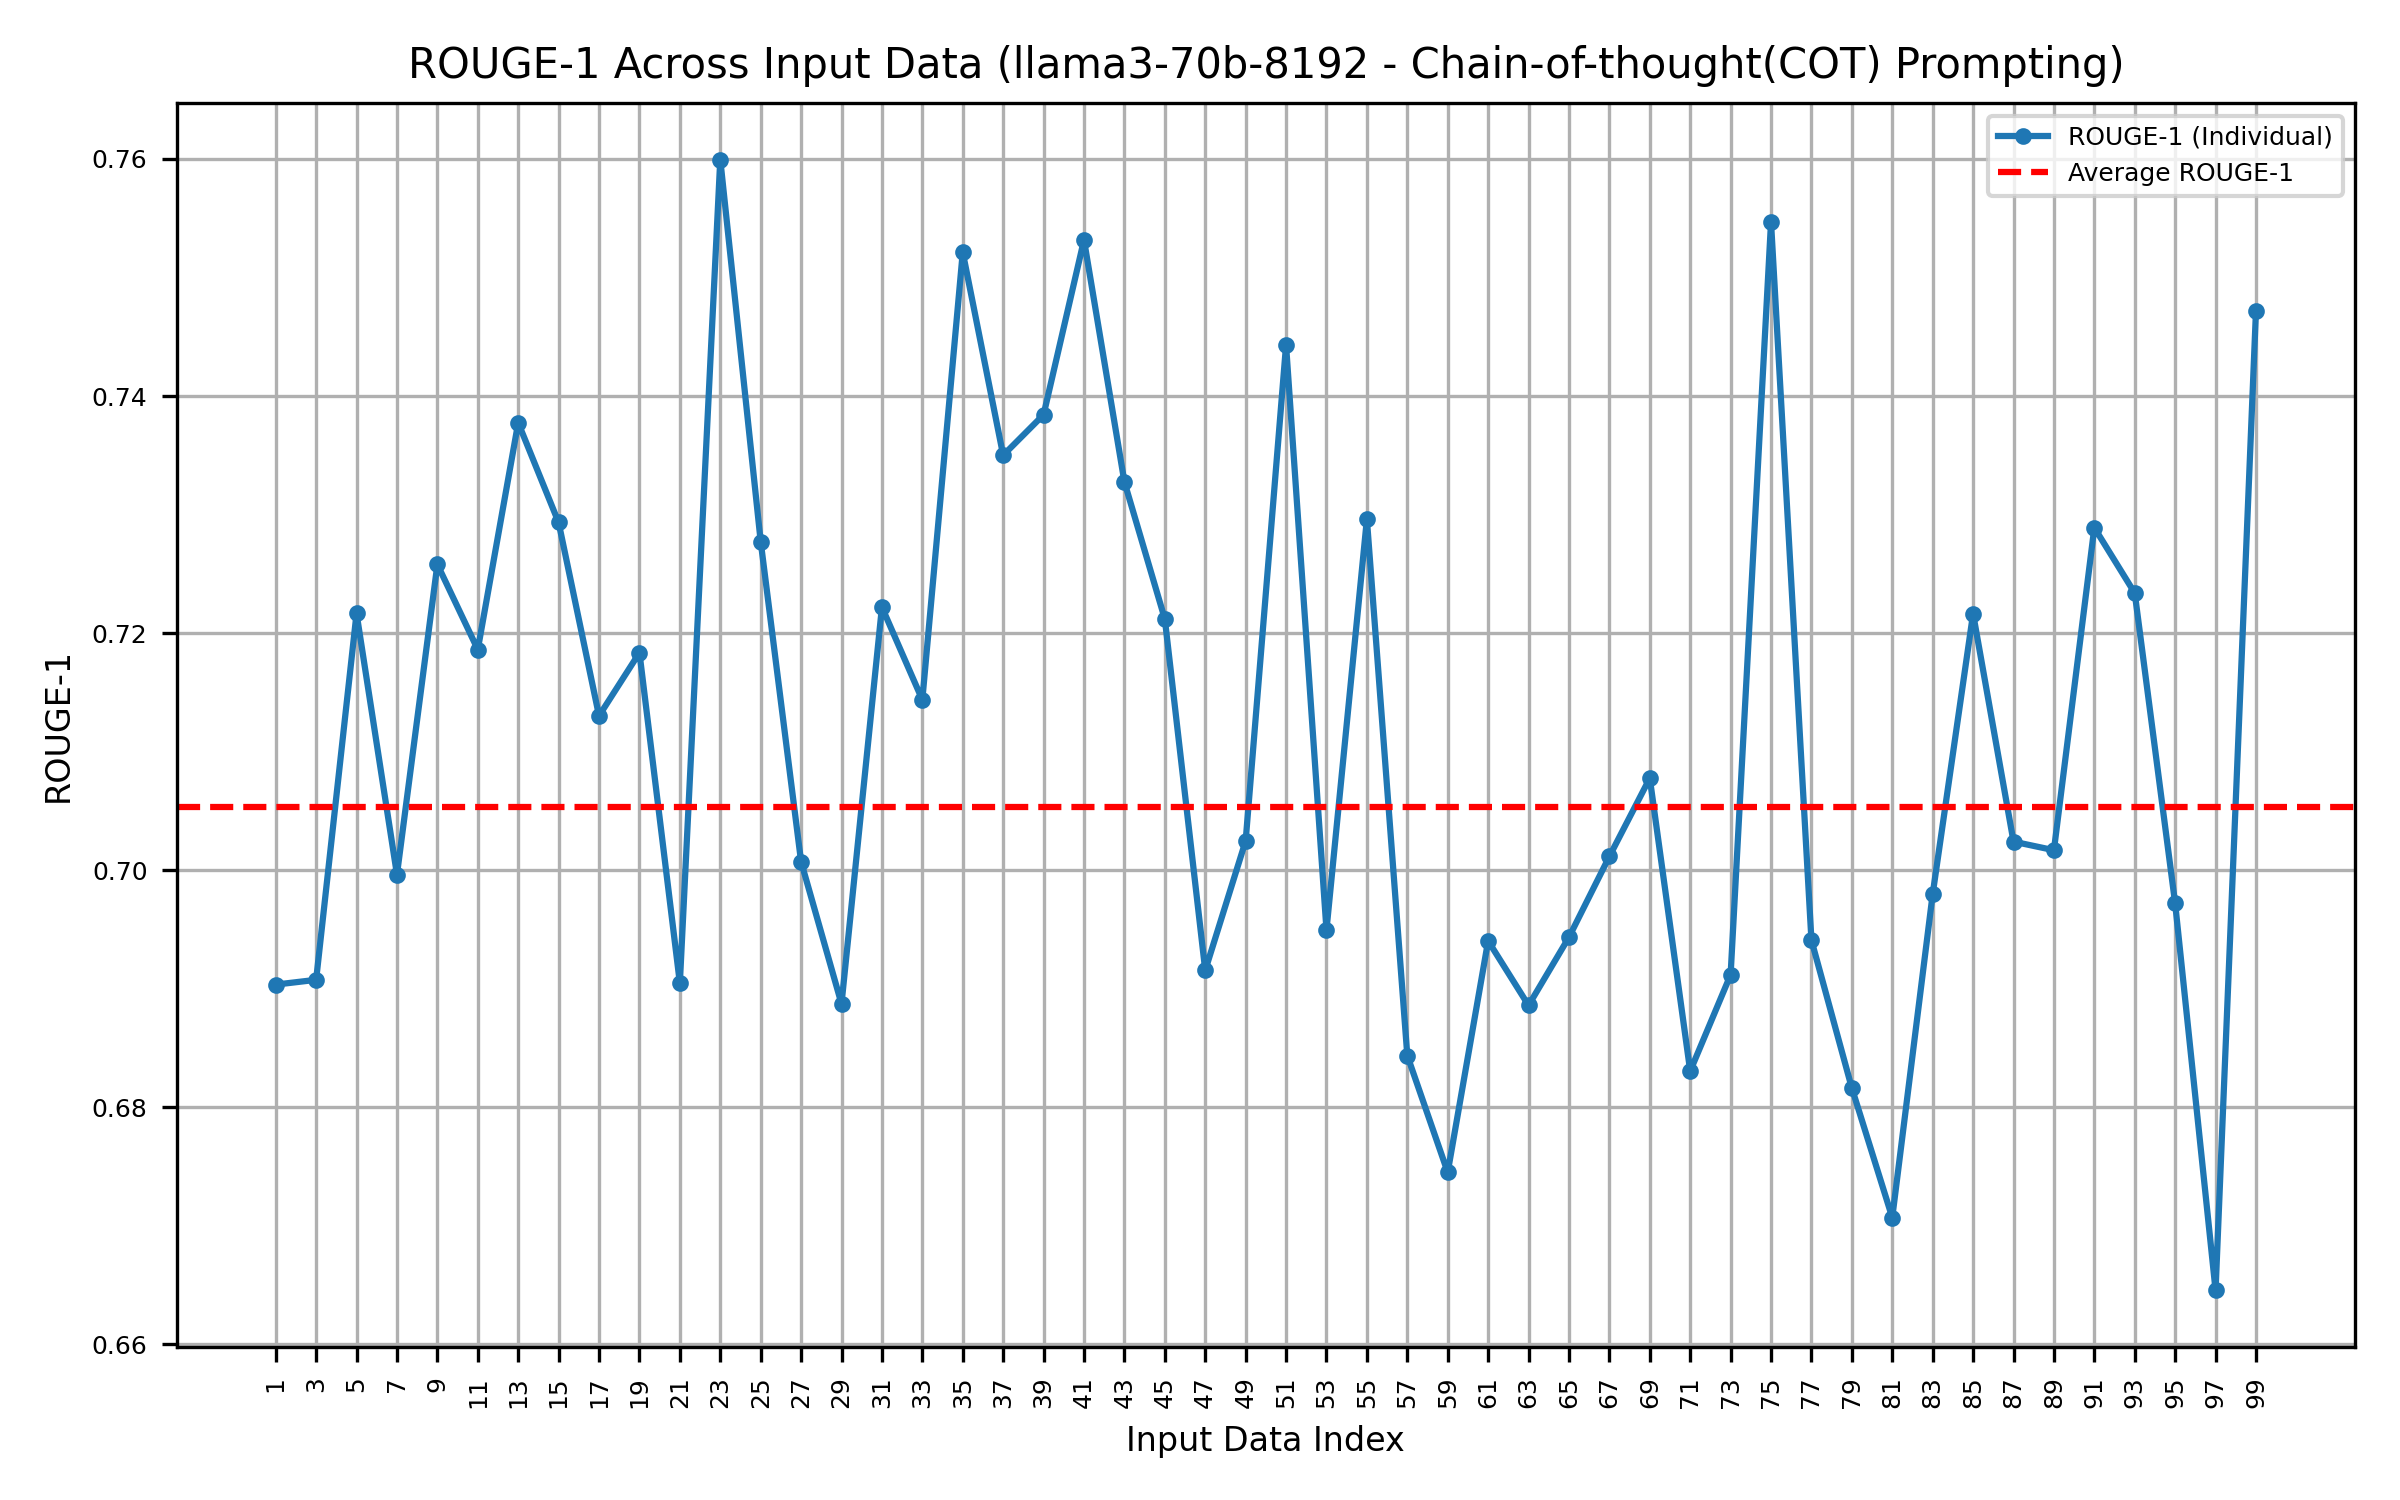 ROUGE-1 Across Input Data (llama3-70b-8192 - Chain-of-thought(COT) Prompting)
ROUGE-1 (Individual)
Average ROUGE-1
ROUGE-1
0.76
0.74
0.72
0.70
0.68
0.66
1 3 5 7 9 11 13 15 17 19 21 23 25 27 29 31 33 35 37 39 41 43 45 47 49 51 53 55 57 59 61 63 65 67 69 71 73 75 77 79 81 83 85 87 89 91 93 95 97 99
Input Data Index